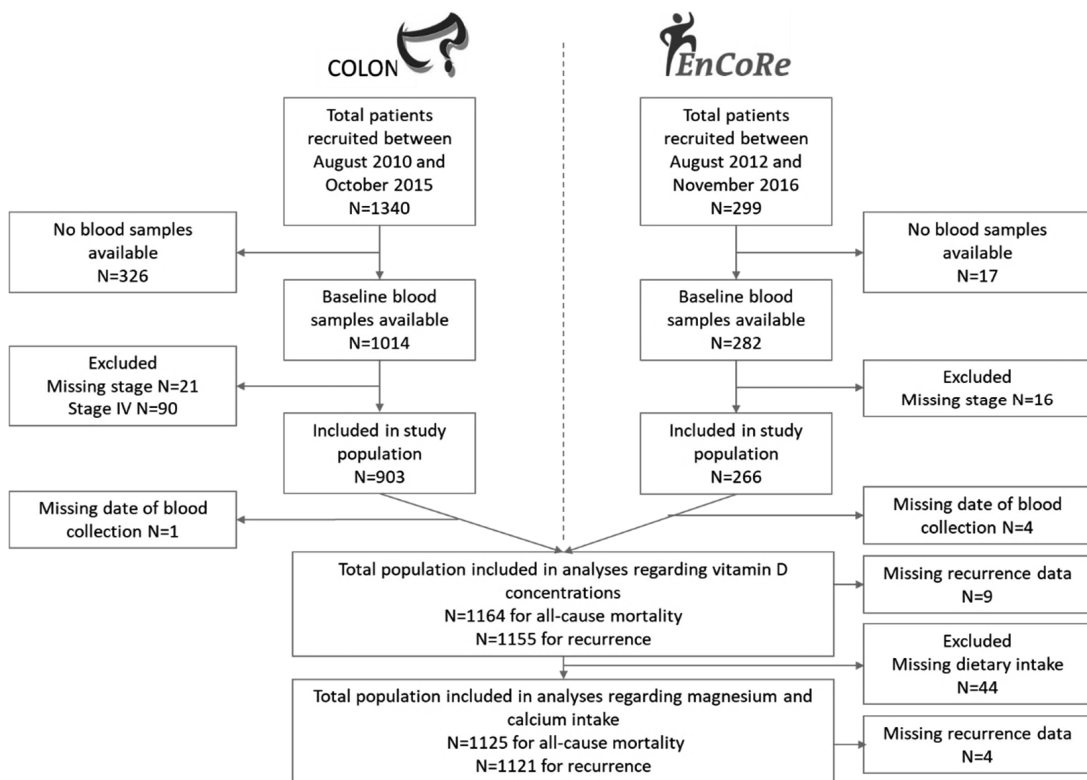 COLON
EnCoRe
Total patients
recruited between
August 2010 and
October 2015
N=1340
Total patients
recruited between
August 2012 and
November 2016
N=299
No blood samples
available
N=326
No blood samples
available
N=17
Baseline blood
samples available
N=1014
Baseline blood
samples available
N=282
Excluded
Missing stage N=21
Stage IV N=90
Excluded
Missing stage N=16
Included in study
population
N=903
Included in study
population
N=266
Missing date of blood
collection N=1
Missing date of blood
collection N=4
Total population included in analyses regarding vitamin D
concentrations
N=1164 for all-cause mortality
N=1155 for recurrence
Missing recurrence data
N=9
Excluded
Missing dietary intake
N=44
Total population included in analyses regarding magnesium and
calcium intake
N=1125 for all-cause mortality
N=1121 for recurrence
Missing recurrence data
N=4